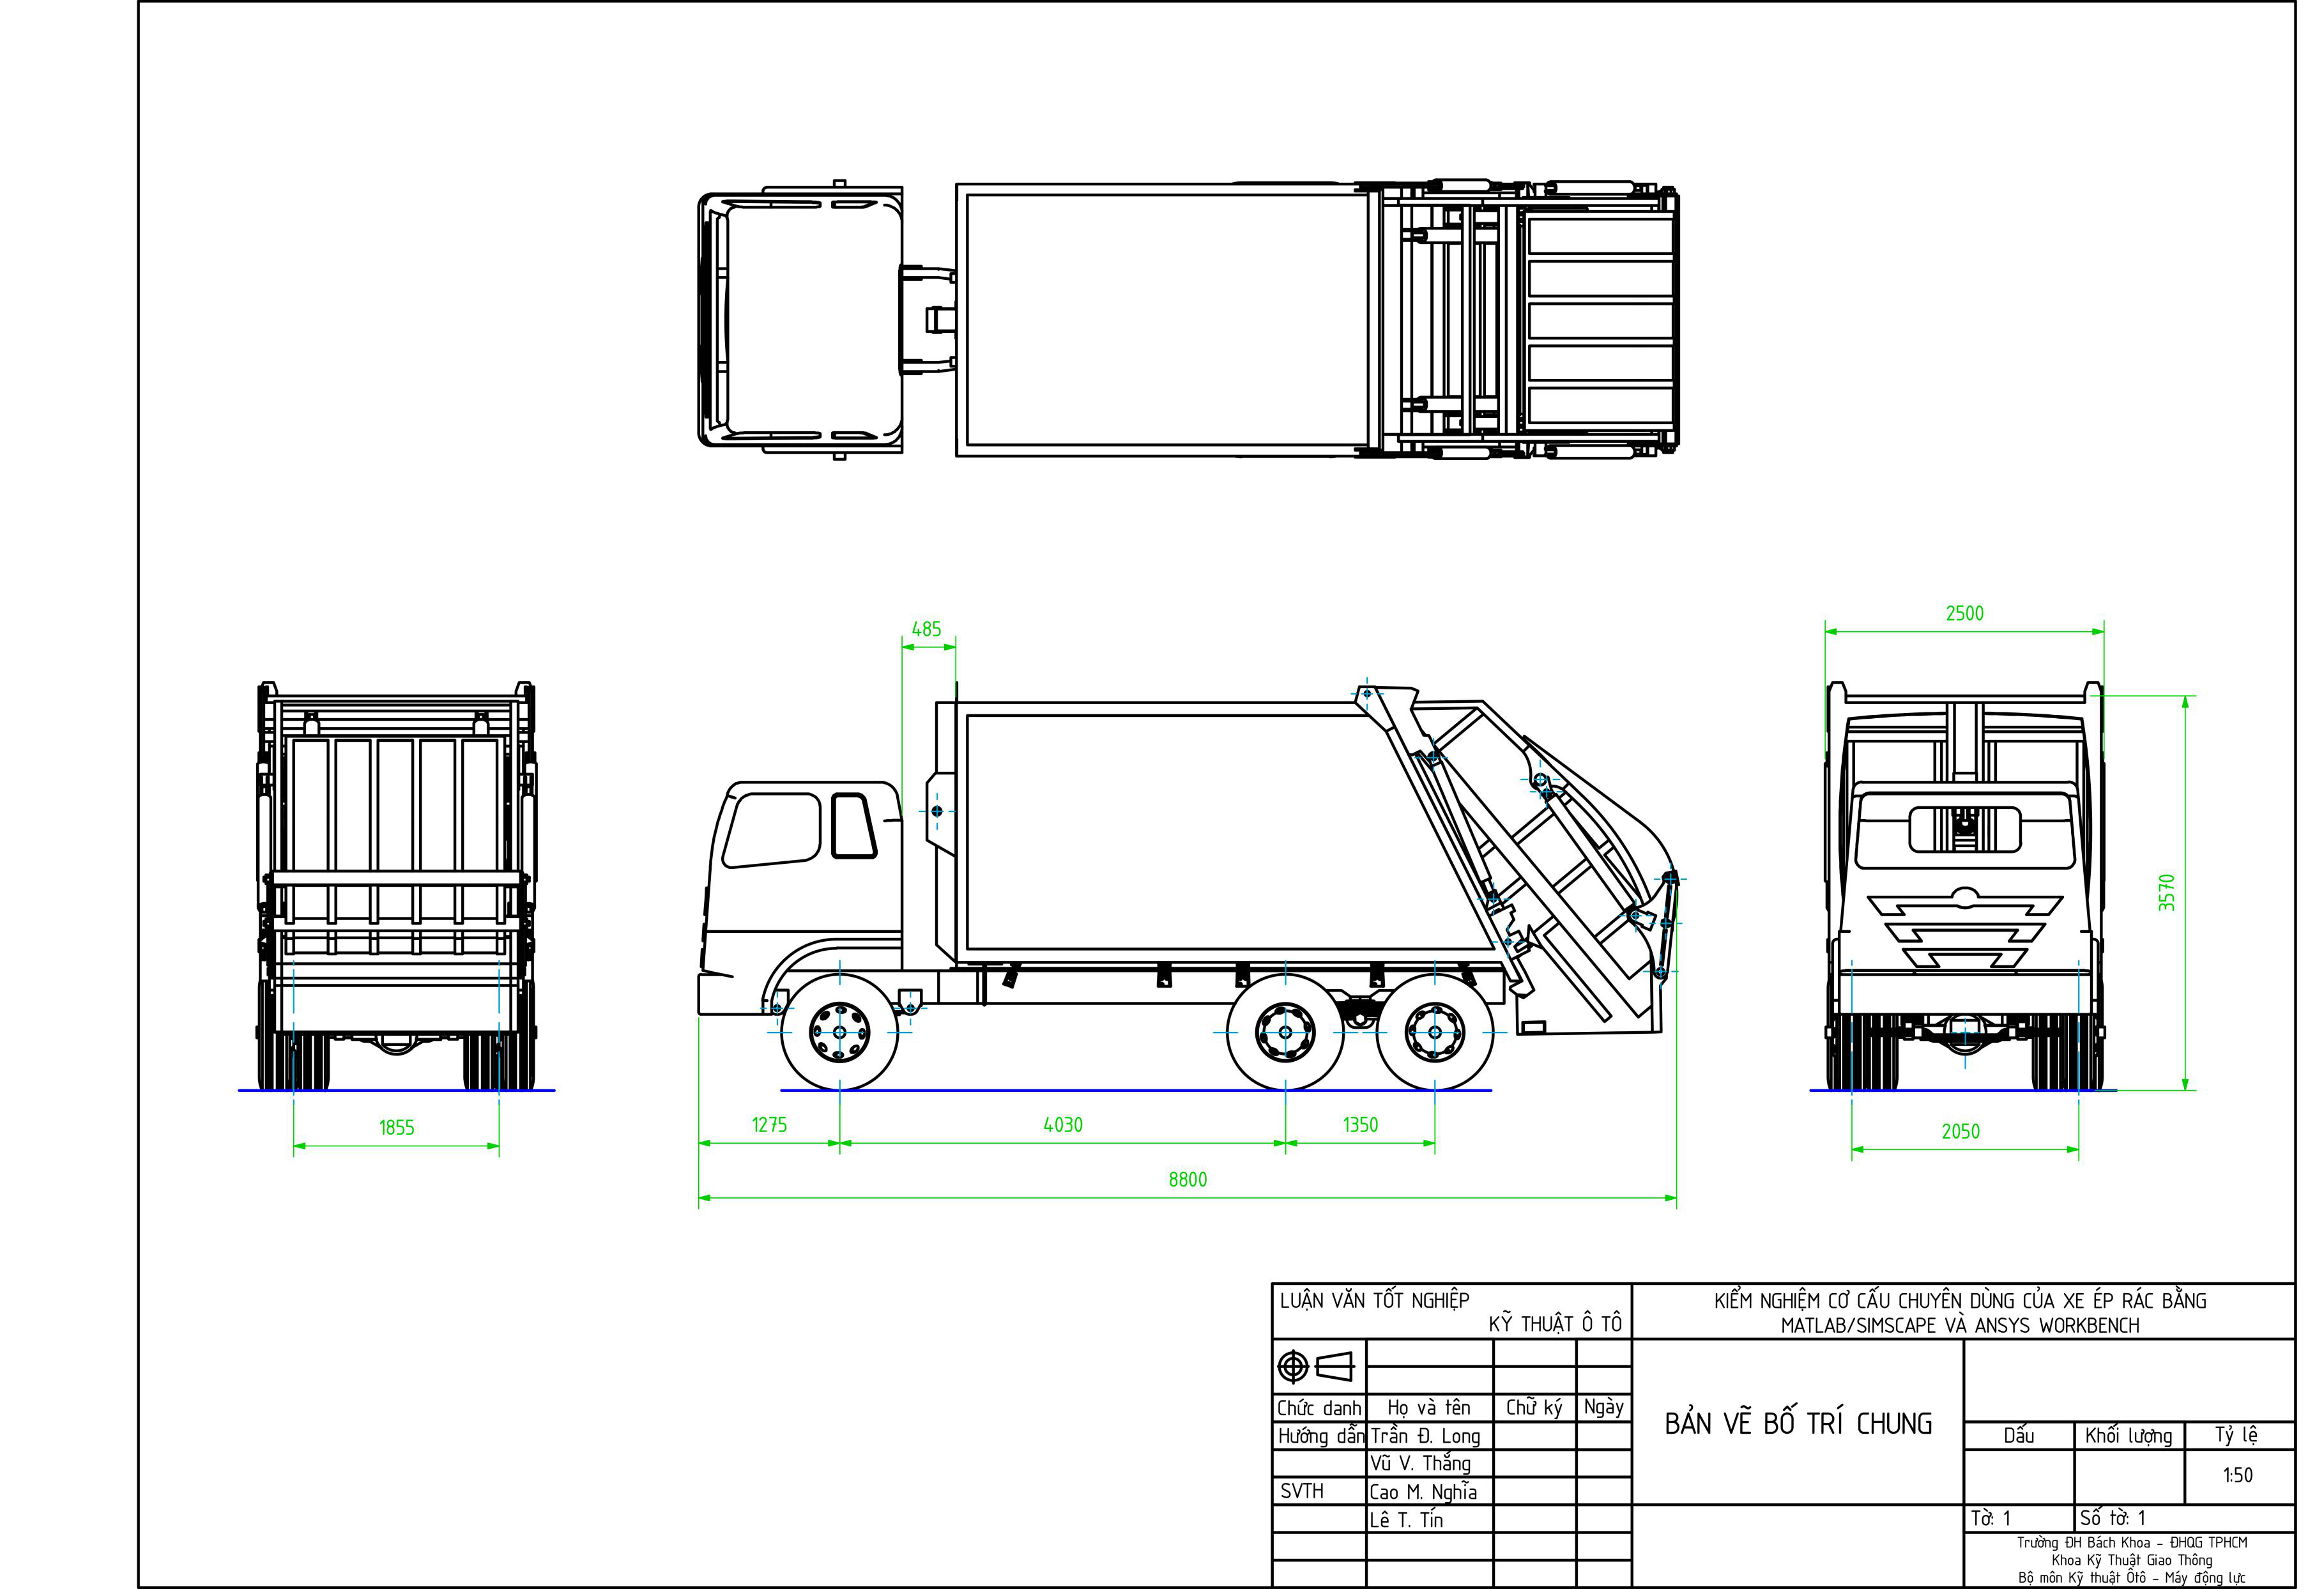 2500
485
3570
1855
1275
4030
1350
2050
8800
LUẬN VĂN TỐT NGHIỆP
KỸ THUẬT Ô TÔ
KIỂM NGHIỆM CƠ CẤU CHUYÊN DÙNG CỦA XE ÉP RÁC BẰNG
MATLAB/SIMSCAPE VÀ ANSYS WORKBENCH
Chức danh Họ và tên Chữ ký Ngày
Hướng dẫn Trần Đ. Long
Vũ V. Thắng
SVTH Cao M. Nghĩa
Lê T. Tín
BẢN VẼ BỐ TRÍ CHUNG
Dấu Khối lượng Tỷ lệ
1:50
Tờ: 1 Số tờ: 1
Trường ĐH Bách Khoa - ĐHQG TPHCM
Khoa Kỹ Thuật Giao Thông
Bộ môn Kỹ thuật Ôtô - Máy động lực